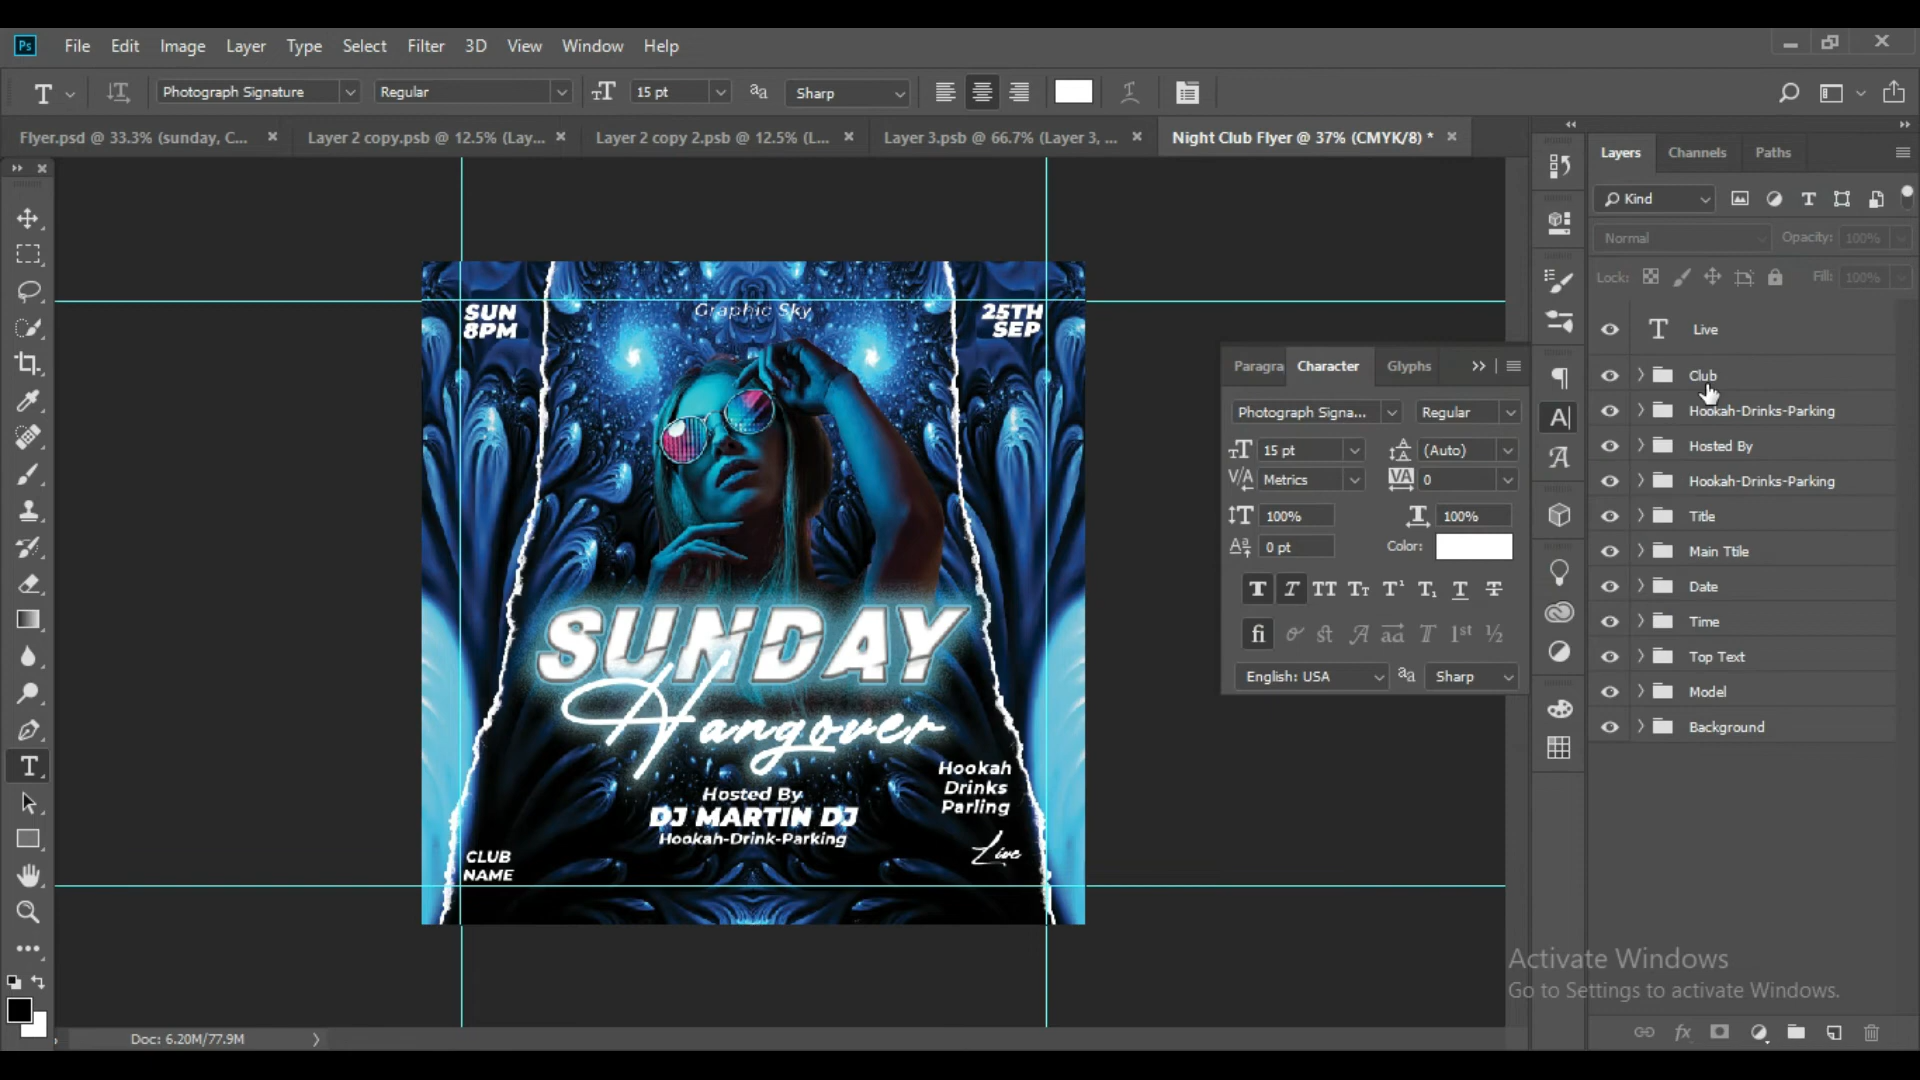 Ps File Edit Image Layer Type Select Filter 3D View Window Help
T Photograph Signature Regular 15 pt Sharp
Flyer.psd @ 33.3% (sunday, C... Layer 2 copy.psb @ 12.5% (Lay... Layer 2 copy 2.psb @ 12.5% (L... Layer 3.psb @ 66.7% (Layer 3, ... Night Club Flyer @ 37% (CMYK/8) *
Layers Channels Paths
Kind
Normal Opacity: 100%
Lock: Fill: 100%
Live
Club
Hookah-Drinks-Parking
Hosted By
Hookah-Drinks-Parking
Title
Main Ttile
Date
Time
Top Text
Model
Background
Paragra Character Glyphs
Photograph Signa... Regular
15 pt (Auto)
Metrics 0
100% 100%
0 pt Color:
English: USA Sharp
SUN
8PM
Graphic Sky
25TH
SEP
SUNDAY
Hangover
Hosted By
DJ MARTIN DJ
Hookah-Drink-Parking
Hookah
Drinks
Parling
Live
CLUB
NAME
Activate Windows
Go to Settings to activate Windows.
Doc: 6.20M/77.9M